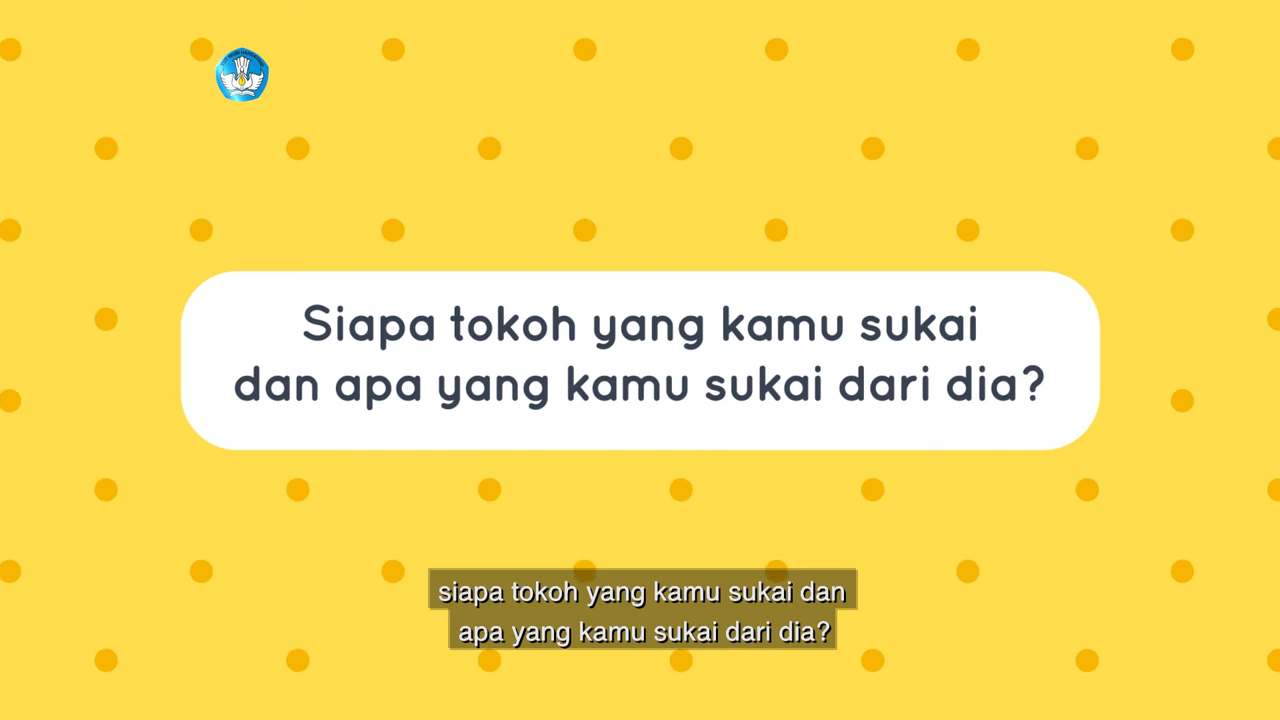 Siapa tokoh yang kamu sukai
dan apa yang kamu sukai dari dia?
siapa tokoh yang kamu sukai dan
apa yang kamu sukai dari dia?